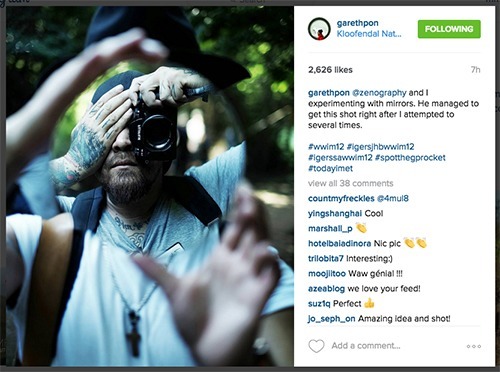 garethpon
Kloofendal Nat...
FOLLOWING
2,626 likes
7h
garethpon @zenography and I
experimenting with mirrors. He managed to
get this shot right after I attempted to
several times.
#wwim12 #igersjhbwwim12
#igerssawwim12 #spotthegprocket
#todayimet
view all 38 comments
countmyfreckles @4mul8
yingshanghai Cool
marshall_p 👏
hotelbaiadinora Nic pic 👏👏
trilobita7 Interesting:)
moojiitoo Waw génial !!!
azeablog we love your feed!
suz1q Perfect 👍
jo_seph_on Amazing idea and shot!
Add a comment...